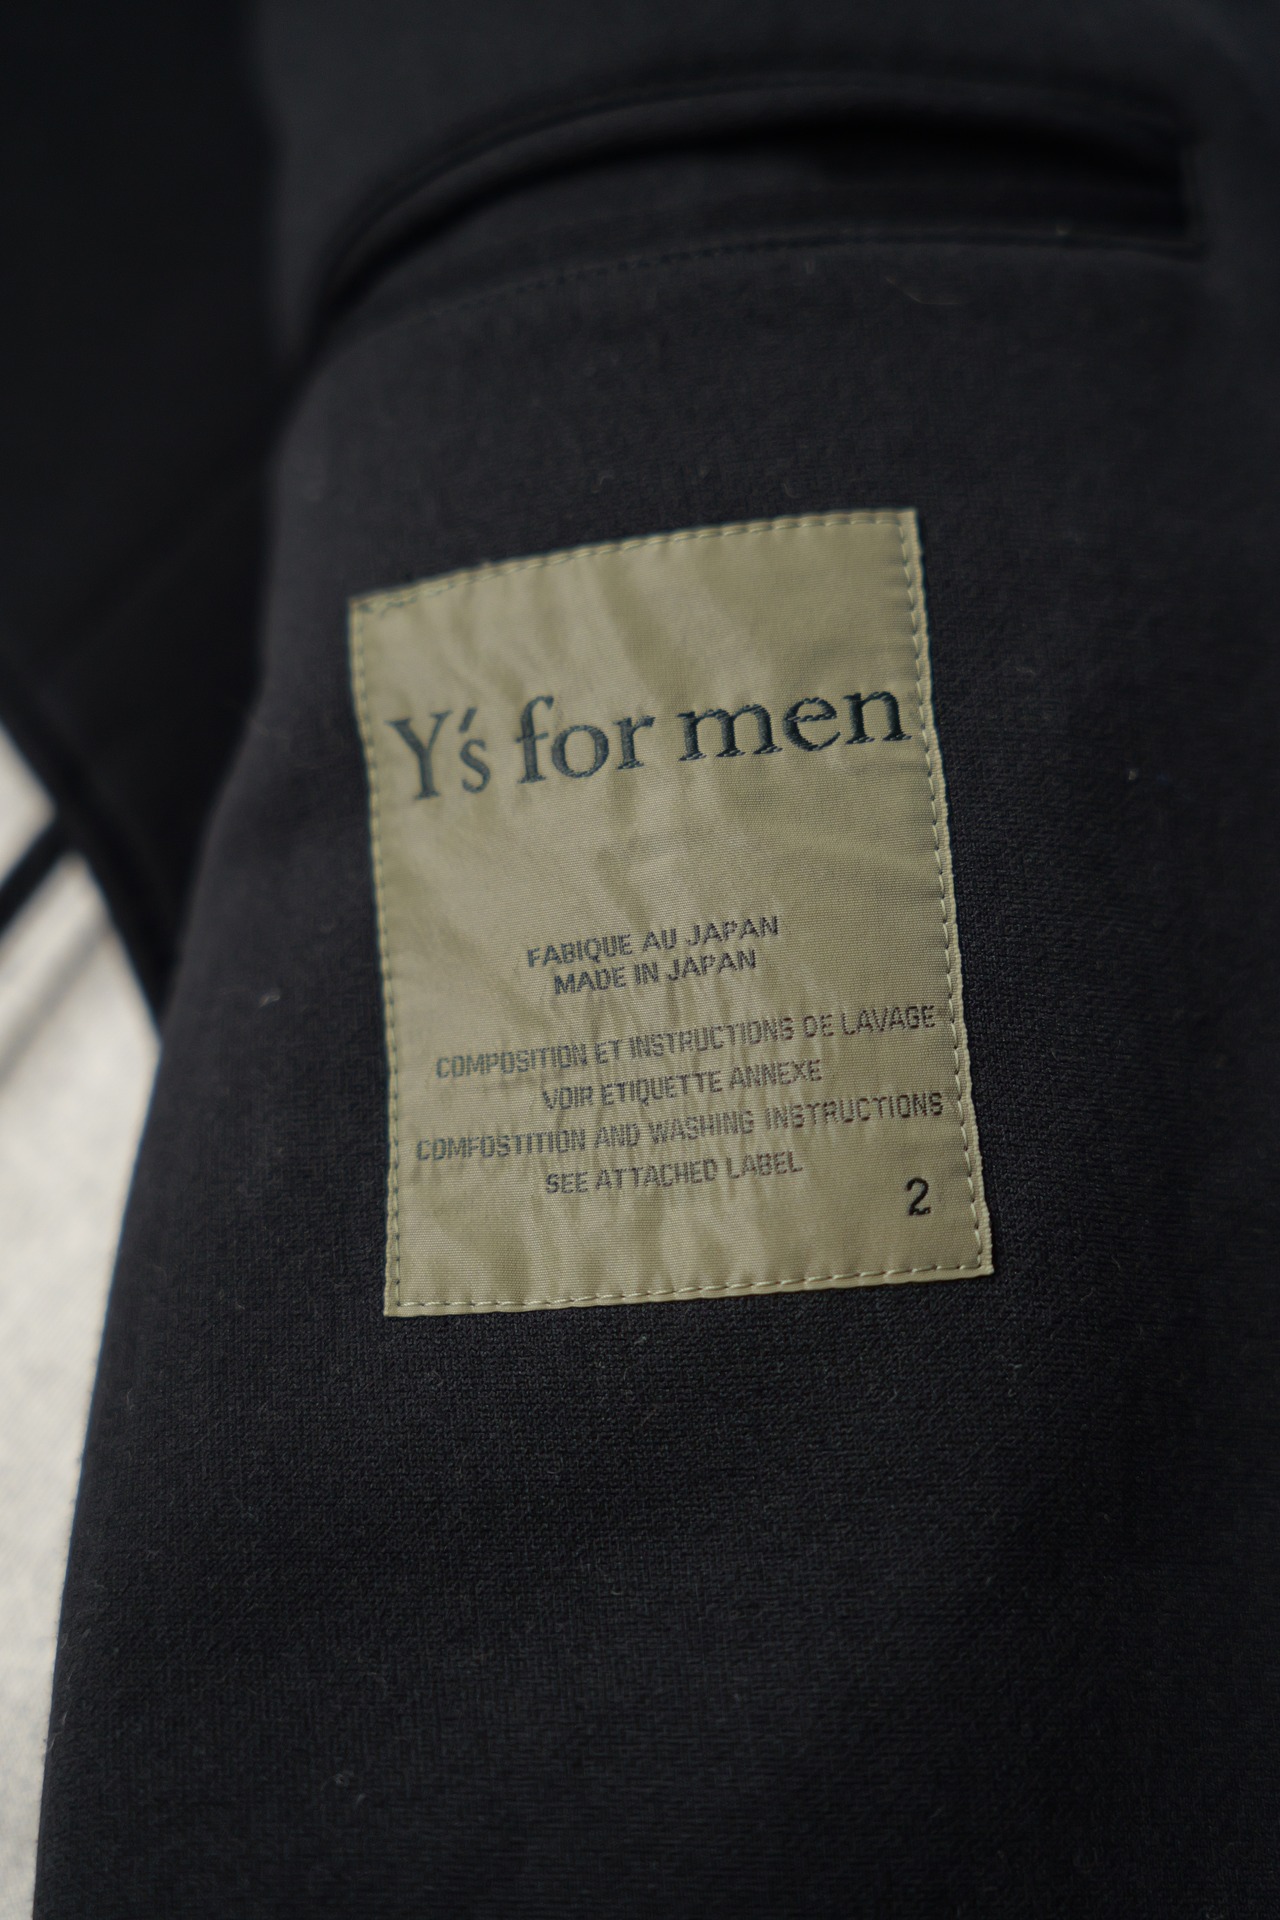 Y's for men
FABIQUE AU JAPAN
MADE IN JAPAN
COMPOSITION ET INSTRUCTIONS DE LAVAGE
VOIR ETIQUETTE ANNEXE
COMFOSTITION AND WASHING INSTRUCTIONS
SEE ATTACHED LABEL
2